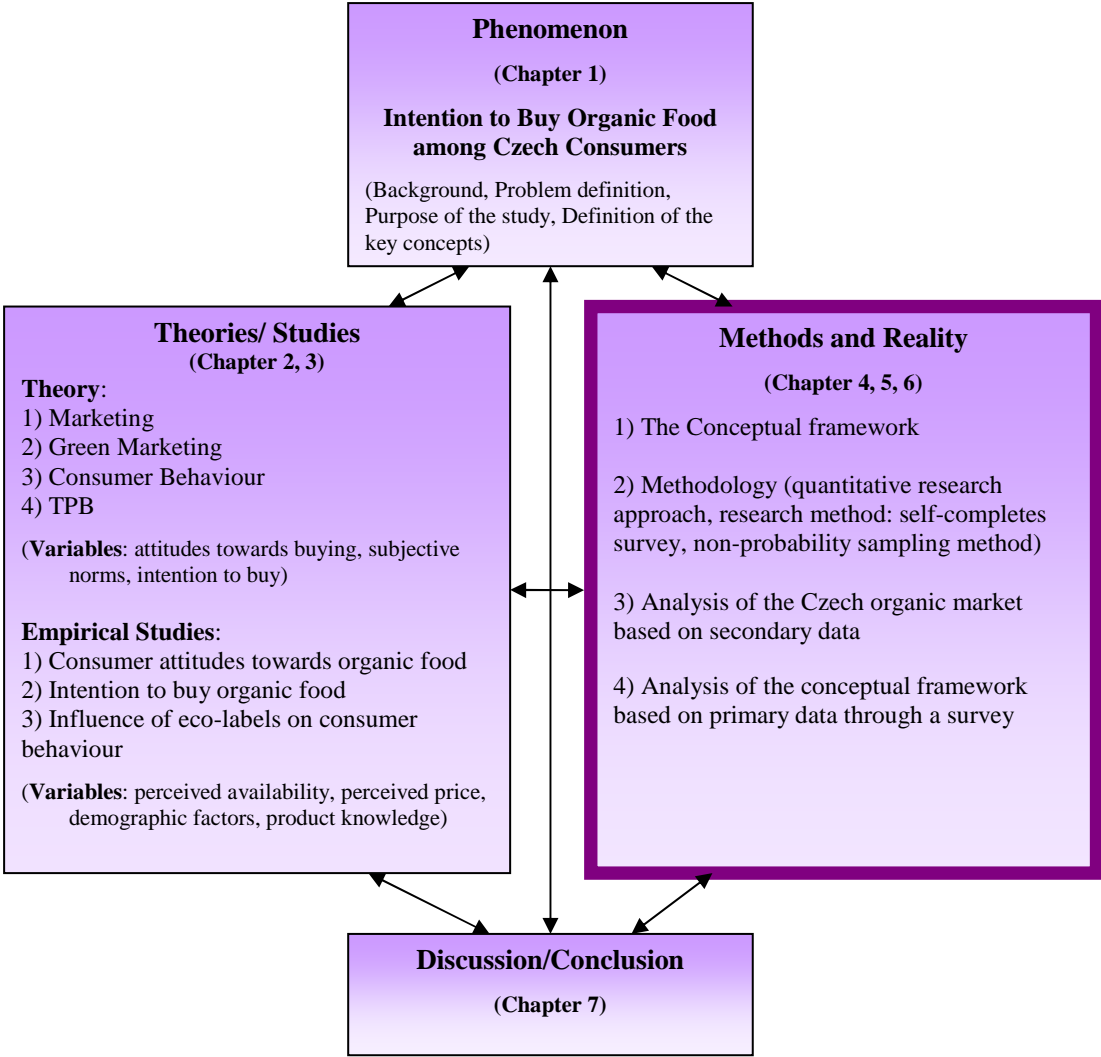 Phenomenon
(Chapter 1)
Intention to Buy Organic Food
among Czech Consumers
(Background, Problem definition,
Purpose of the study, Definition of the
key concepts)
Theories/ Studies
(Chapter 2, 3)
Theory:
1) Marketing
2) Green Marketing
3) Consumer Behaviour
4) TPB
(Variables: attitudes towards buying, subjective
norms, intention to buy)
Empirical Studies:
1) Consumer attitudes towards organic food
2) Intention to buy organic food
3) Influence of eco-labels on consumer
behaviour
(Variables: perceived availability, perceived price,
demographic factors, product knowledge)
Methods and Reality
(Chapter 4, 5, 6)
1) The Conceptual framework
2) Methodology (quantitative research
approach, research method: self-completes
survey, non-probability sampling method)
3) Analysis of the Czech organic market
based on secondary data
4) Analysis of the conceptual framework
based on primary data through a survey
Discussion/Conclusion
(Chapter 7)